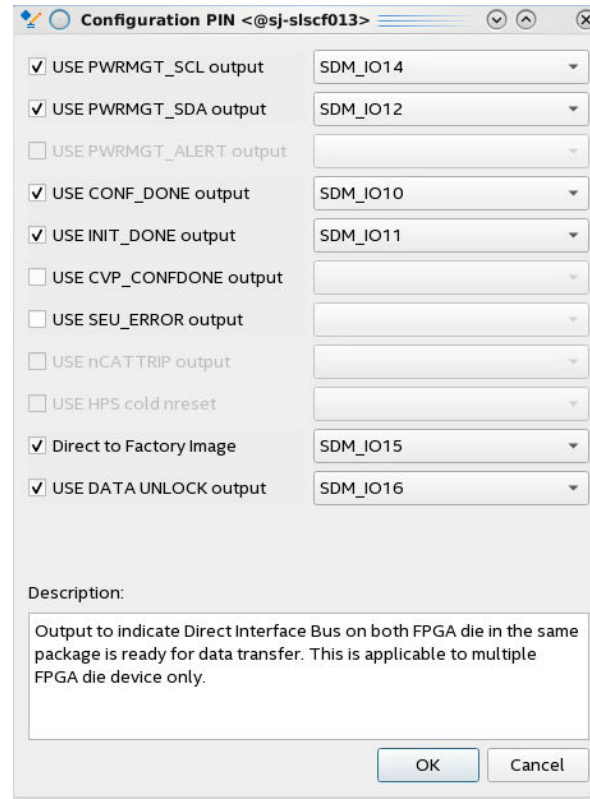 Configuration PIN <@sj-slscf013>
USE PWRMGT_SCL output SDM_IO14
USE PWRMGT_SDA output SDM_IO12
USE PWRMGT_ALERT output
USE CONF_DONE output SDM_IO10
USE INIT_DONE output SDM_IO11
USE CVP_CONFDONE output
USE SEU_ERROR output
USE nCATTRIP output
USE HPS cold nreset
Direct to Factory Image SDM_IO15
USE DATA UNLOCK output SDM_IO16
Description:
Output to indicate Direct Interface Bus on both FPGA die in the same
package is ready for data transfer. This is applicable to multiple
FPGA die device only.
OK Cancel